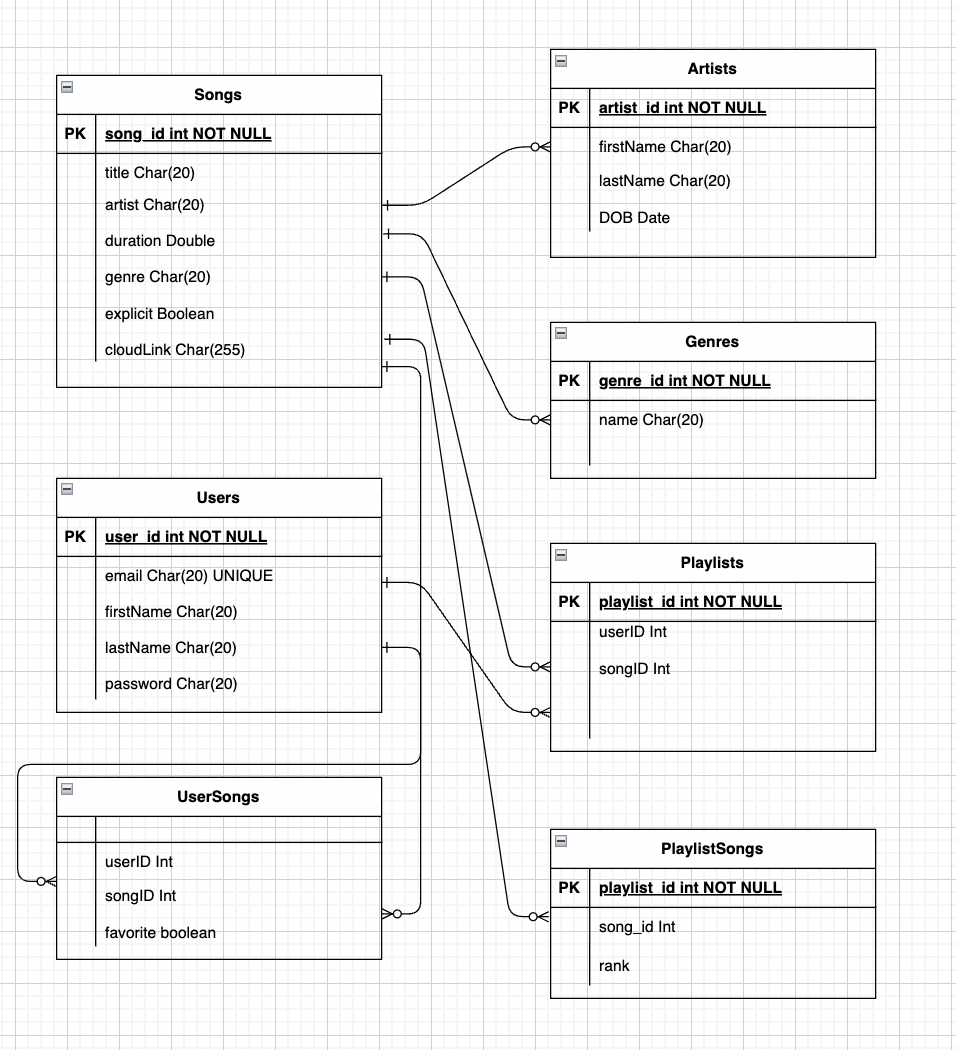 Songs
PK song_id int NOT NULL
title Char(20)
artist Char(20)
duration Double
genre Char(20)
explicit Boolean
cloudLink Char(255)
Artists
PK artist_id int NOT NULL
firstName Char(20)
lastName Char(20)
DOB Date
Genres
PK genre_id int NOT NULL
name Char(20)
Users
PK user_id int NOT NULL
email Char(20) UNIQUE
firstName Char(20)
lastName Char(20)
password Char(20)
Playlists
PK playlist_id int NOT NULL
userID Int
songID Int
UserSongs
userID Int
songID Int
favorite boolean
PlaylistSongs
PK playlist_id int NOT NULL
song_id Int
rank